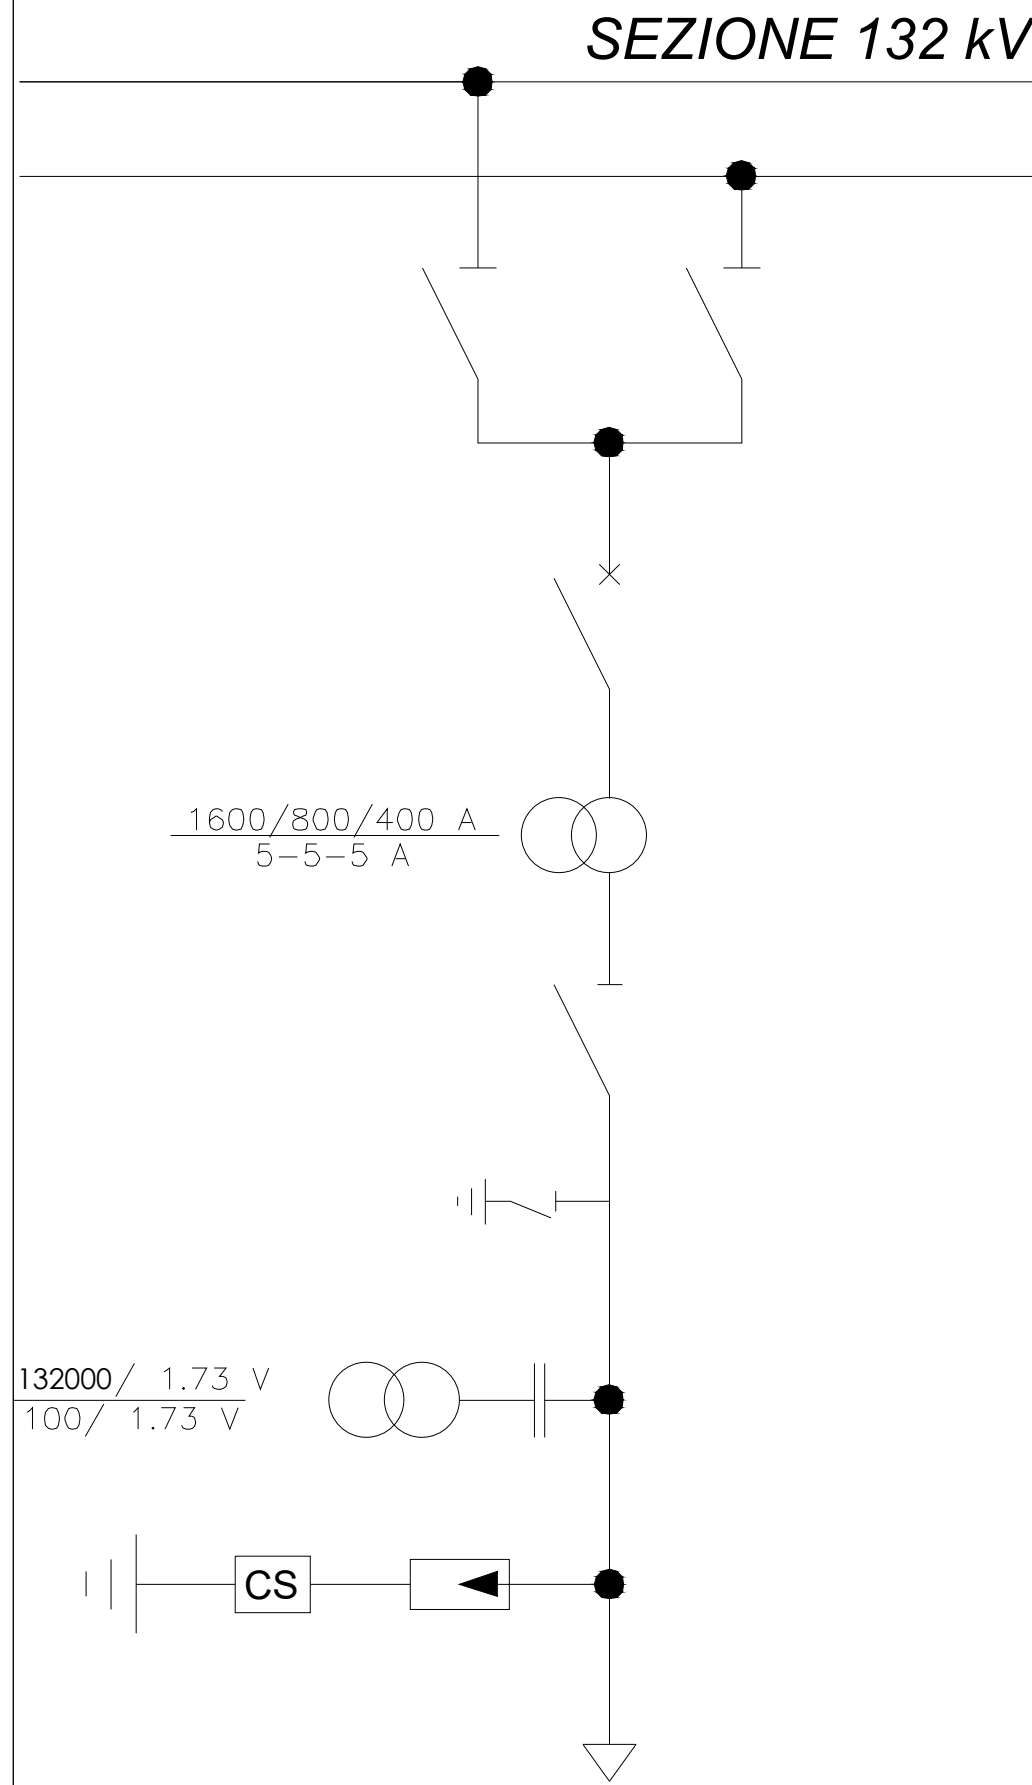 SEZIONE 132 kV
1600/800/400 A
5-5-5 A
132000/ 1.73 V
100/ 1.73 V
CS